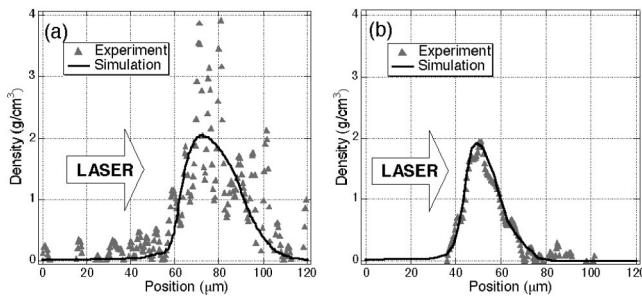 (a)
Experiment
Simulation
LASER
Density (g/cm³)
4
3
2
1
0
0 20 40 60 80 100 120
Position (μm)
(b)
Experiment
Simulation
LASER
Density (g/cm³)
4
3
2
1
0
0 20 40 60 80 100 120
Position (μm)